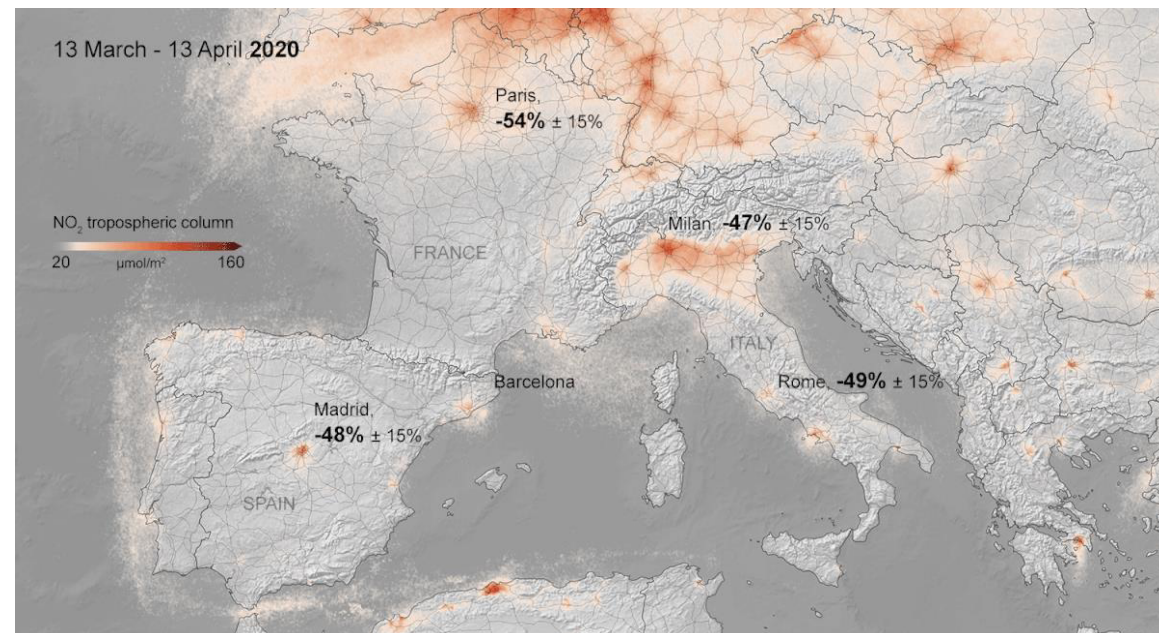 13 March - 13 April 2020
Paris,
-54% ± 15%
NO₂ tropospheric column
20 µmol/m² 160
FRANCE
Milan, -47% ± 15%
ITALY
Barcelona
Rome, -49% ± 15%
Madrid,
-48% ± 15%
SPAIN